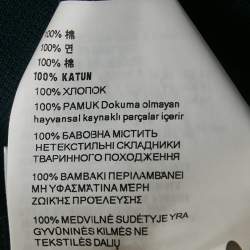 100% 棉
100% 면
100% 棉
100% KATUN
100% ХЛОПОК
100% PAMUK Dokuma olmayan
hayvansal kaynaklı parçalar içerir
100% БАВОВНА МІСТИТЬ
НЕТЕКСТИЛЬНІ СКЛАДНИКИ
ТВАРИННОГО ПОХОДЖЕННЯ
100% ΒΑΜΒΑΚΙ ΠΕΡΙΛΑΜΒΑΝΕΙ
ΜΗ ΥΦΑΣΜΑΤΙΝΑ ΜΕΡΗ
ΖΩΙΚΗΣ ΠΡΟΕΛΕΥΣΗΣ
100% MEDVILNĖ SUDĖTYJE YRA
GYVŪNINĖS KILMĖS NE
TEKSTILĖS DALIŲ